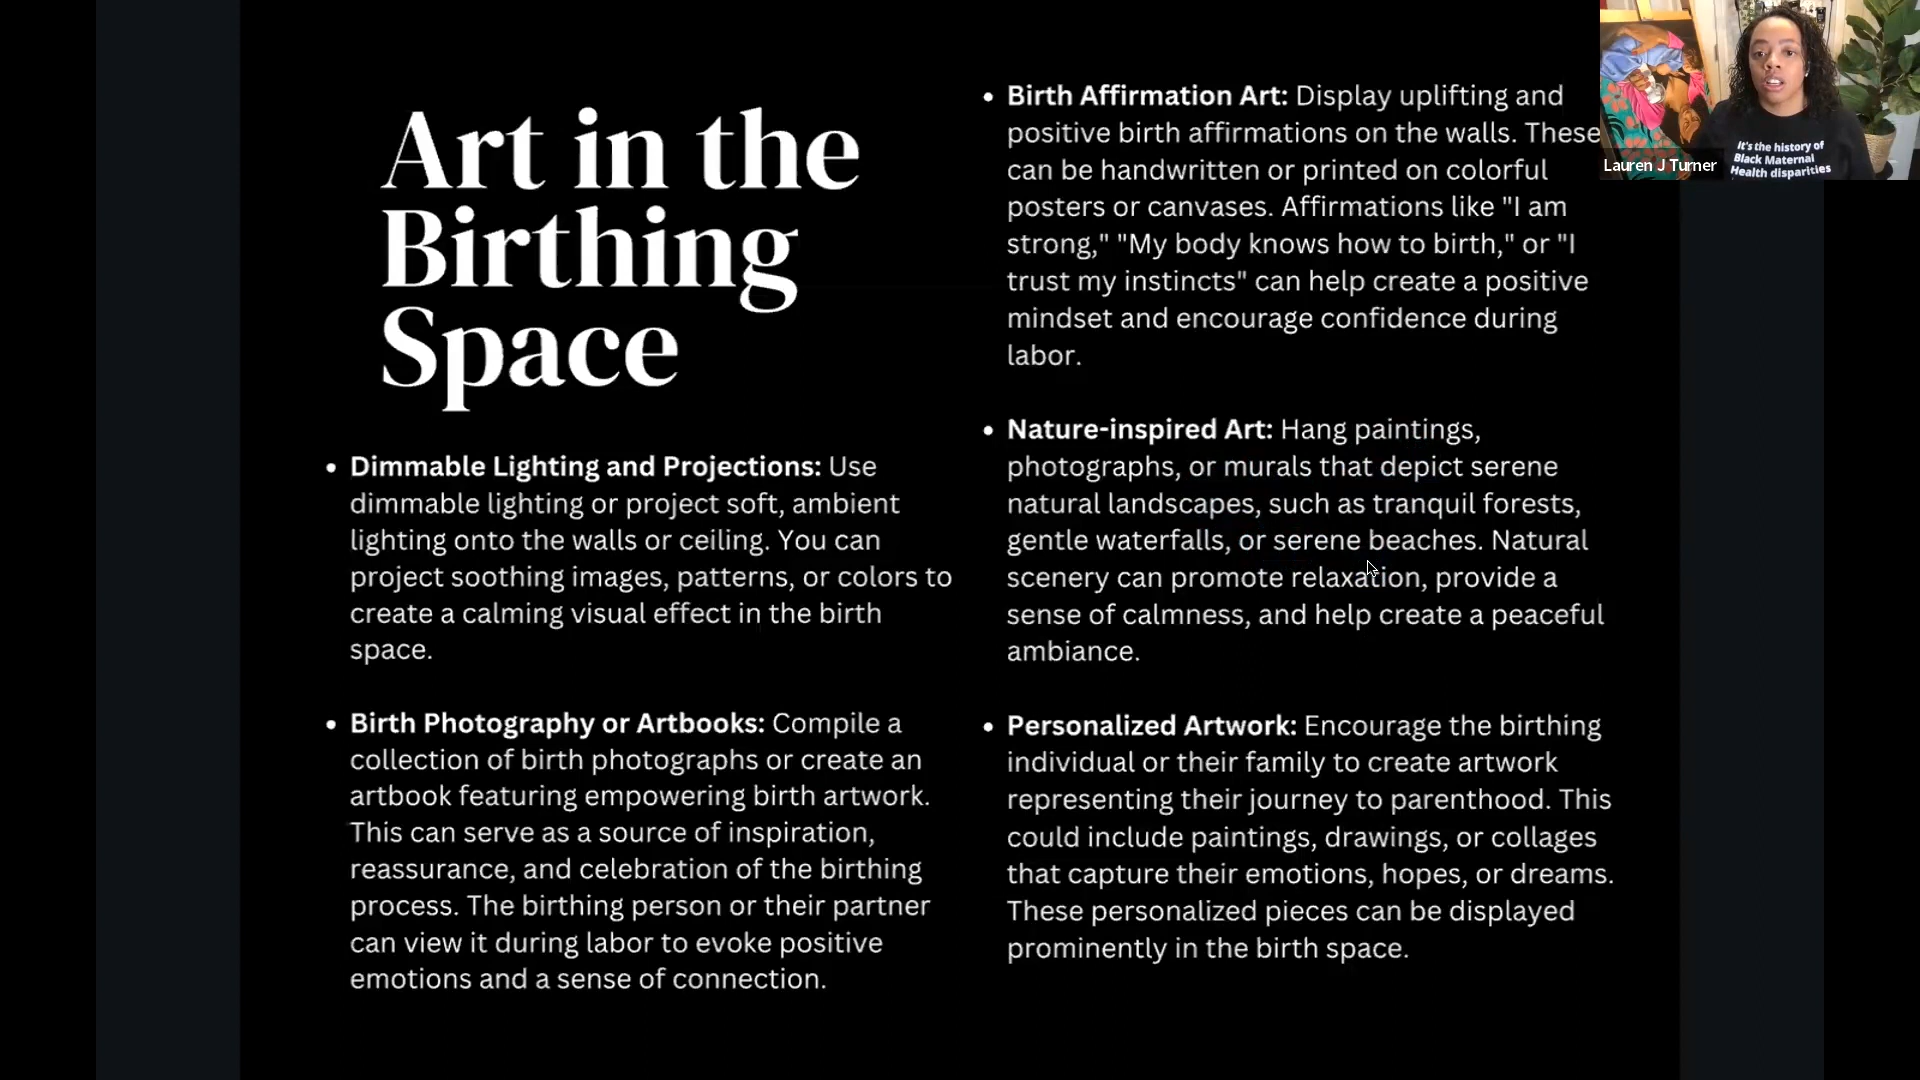 Art in the
Birthing
Space
• Dimmable Lighting and Projections: Use
dimmable lighting or project soft, ambient
lighting onto the walls or ceiling. You can
project soothing images, patterns, or colors to
create a calming visual effect in the birth
space.
• Birth Photography or Artbooks: Compile a
collection of birth photographs or create an
artbook featuring empowering birth artwork.
This can serve as a source of inspiration,
reassurance, and celebration of the birthing
process. The birthing person or their partner
can view it during labor to evoke positive
emotions and a sense of connection.
• Birth Affirmation Art: Display uplifting and
positive birth affirmations on the walls. These
can be handwritten or printed on colorful
posters or canvases. Affirmations like "I am
strong," "My body knows how to birth," or "I
trust my instincts" can help create a positive
mindset and encourage confidence during
labor.
• Nature-inspired Art: Hang paintings,
photographs, or murals that depict serene
natural landscapes, such as tranquil forests,
gentle waterfalls, or serene beaches. Natural
scenery can promote relaxation, provide a
sense of calmness, and help create a peaceful
ambiance.
• Personalized Artwork: Encourage the birthing
individual or their family to create artwork
representing their journey to parenthood. This
could include paintings, drawings, or collages
that capture their emotions, hopes, or dreams.
These personalized pieces can be displayed
prominently in the birth space.
Lauren J Turner
It's the history of
Black Maternal
Health disparities